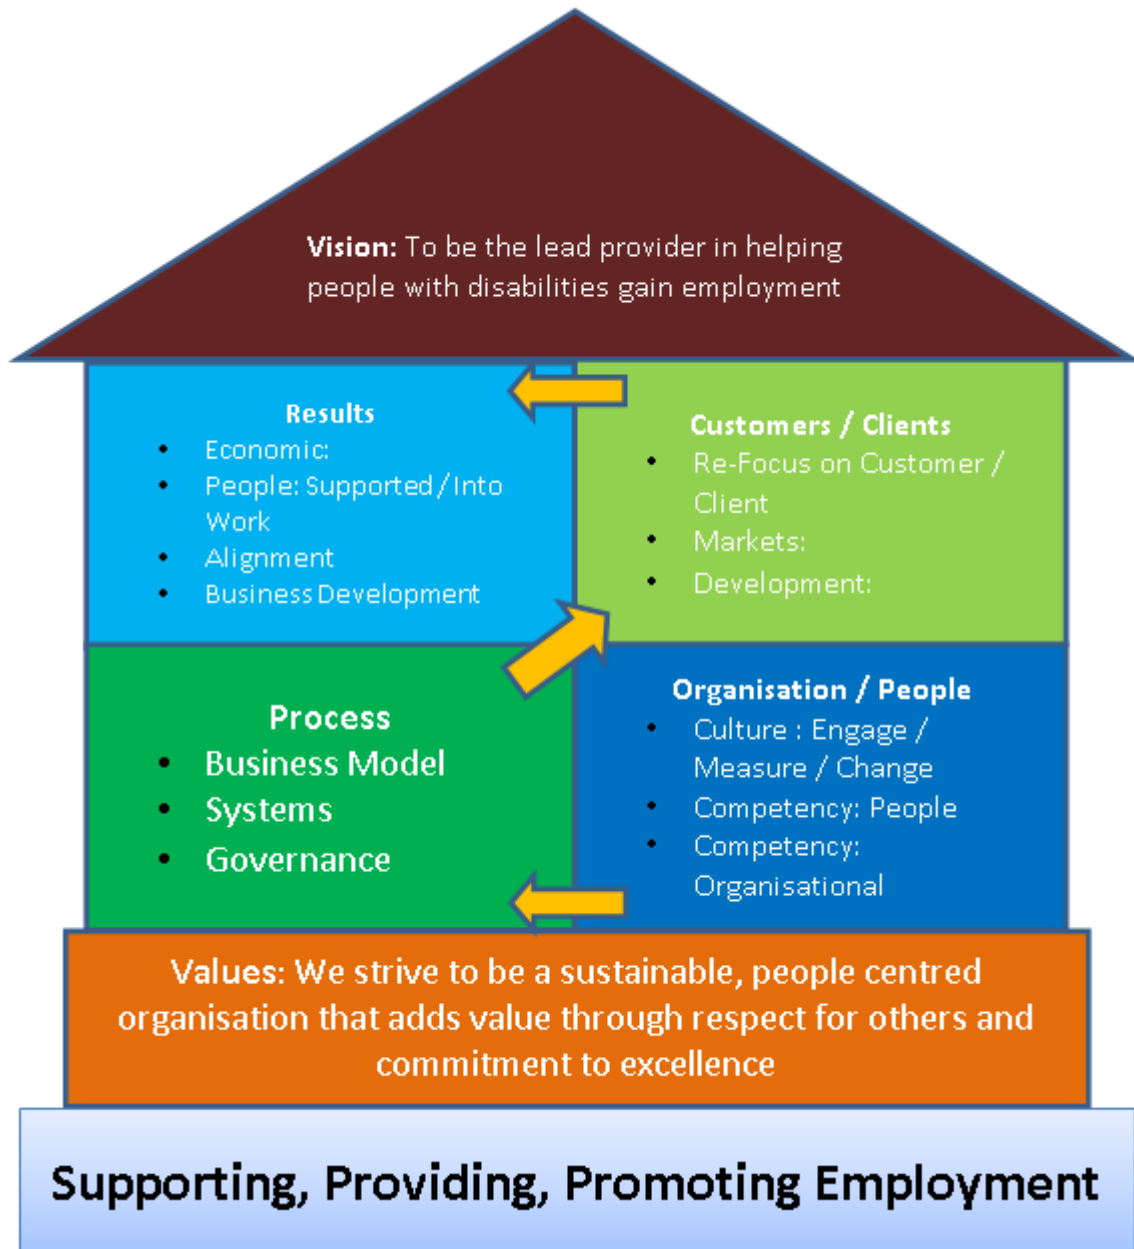 Vision: To be the lead provider in helping
people with disabilities gain employment
Results
• Economic:
• People: Supported / Into
Work
• Alignment
• Business Development
Customers / Clients
• Re-Focus on Customer /
Client
• Markets:
• Development:
Process
• Business Model
• Systems
• Governance
Organisation / People
• Culture : Engage /
Measure / Change
• Competency: People
• Competency:
Organisational
Values: We strive to be a sustainable, people centred
organisation that adds value through respect for others and
commitment to excellence
Supporting, Providing, Promoting Employment